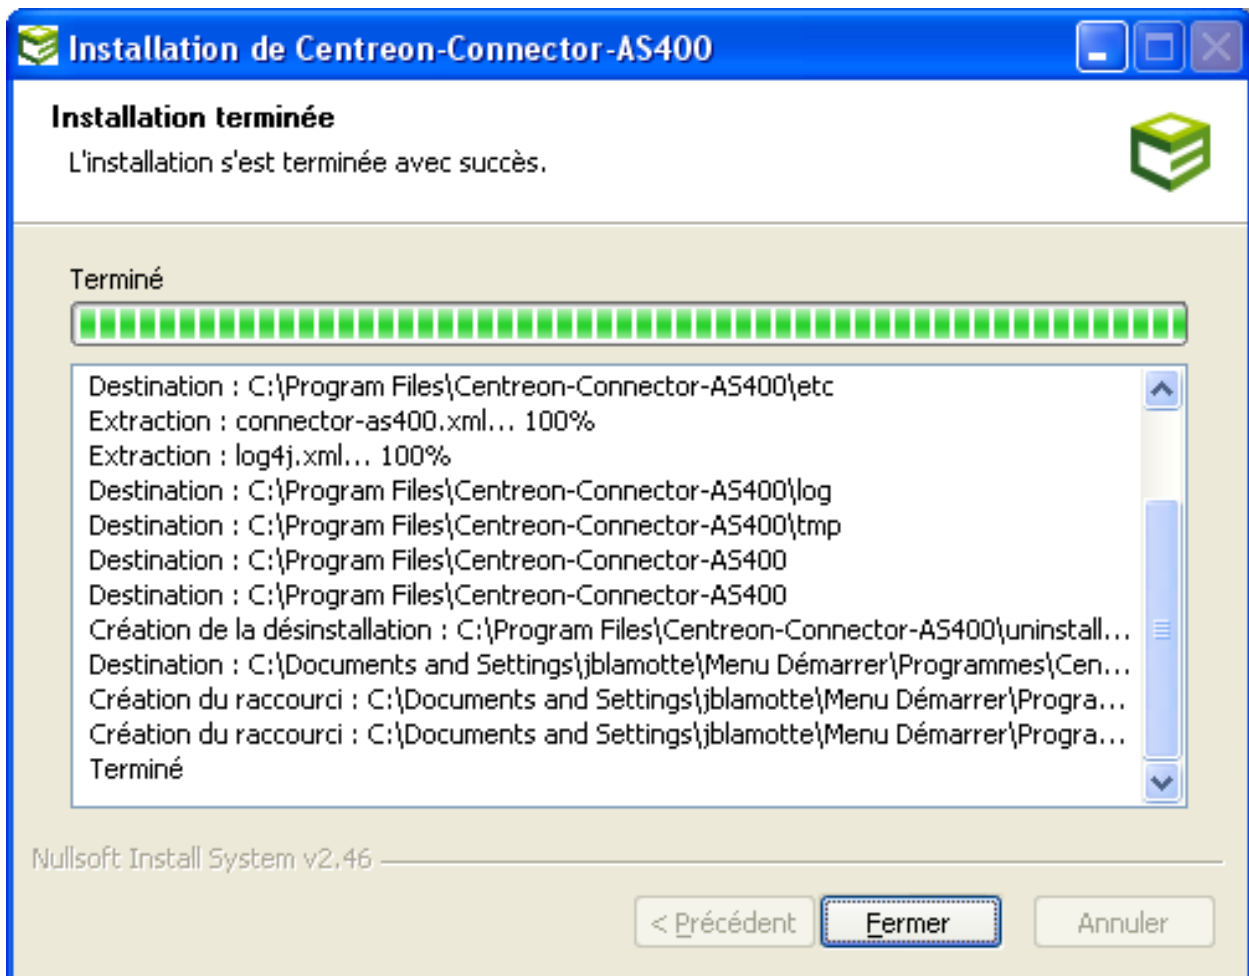 Installation de Centreon-Connector-AS400
Installation terminée
L'installation s'est terminée avec succès.
Terminé
Destination : C:\Program Files\Centreon-Connector-AS400\etc
Extraction : connector-as400.xml... 100%
Extraction : log4j.xml... 100%
Destination : C:\Program Files\Centreon-Connector-AS400\log
Destination : C:\Program Files\Centreon-Connector-AS400\tmp
Destination : C:\Program Files\Centreon-Connector-AS400
Destination : C:\Program Files\Centreon-Connector-AS400
Création de la désinstallation : C:\Program Files\Centreon-Connector-AS400\uninstall...
Destination : C:\Documents and Settings\jblamotte\Menu Démarrer\Programmes\Cen...
Création du raccourci : C:\Documents and Settings\jblamotte\Menu Démarrer\Progra...
Création du raccourci : C:\Documents and Settings\jblamotte\Menu Démarrer\Progra...
Terminé
Nullsoft Install System v2.46
< Précédent Fermer Annuler